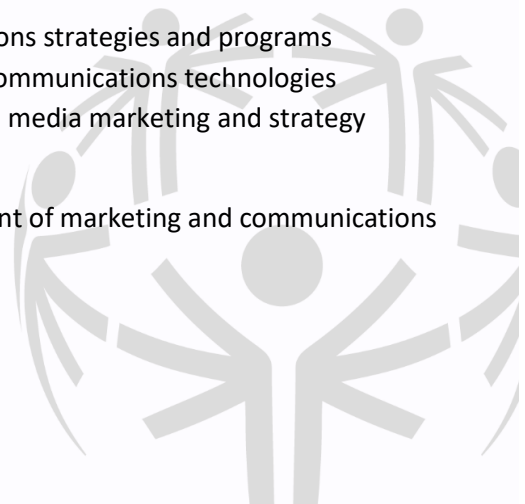 ons strategies and programs
ommunications technologies
media marketing and strategy
nt of marketing and communications